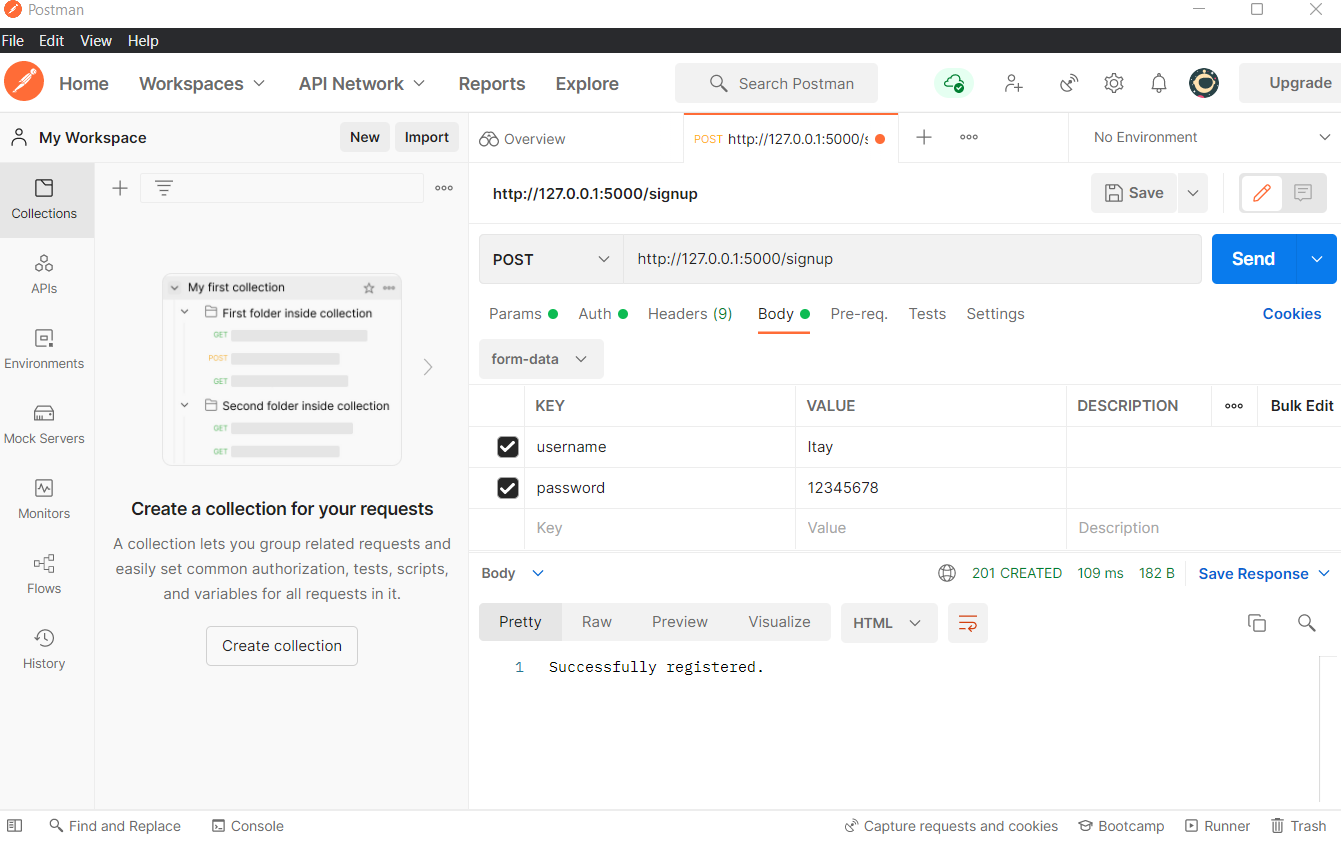 Postman
File Edit View Help
Home Workspaces API Network Reports Explore Search Postman Upgrade
My Workspace New Import
Overview POST http://127.0.0.1:5000/s No Environment
Collections
APIs
Environments
Mock Servers
Monitors
Flows
History
My first collection
First folder inside collection
GET
POST
GET
Second folder inside collection
GET
GET
Create a collection for your requests
A collection lets you group related requests and
easily set common authorization, tests, scripts,
and variables for all requests in it.
Create collection
http://127.0.0.1:5000/signup Save
POST http://127.0.0.1:5000/signup Send
Params Auth Headers (9) Body Pre-req. Tests Settings Cookies
form-data
KEY VALUE DESCRIPTION Bulk Edit
username Itay
password 12345678
Key Value Description
Body 201 CREATED 109 ms 182 B Save Response
Pretty Raw Preview Visualize HTML
1 Successfully registered.
Find and Replace Console Capture requests and cookies Bootcamp Runner Trash